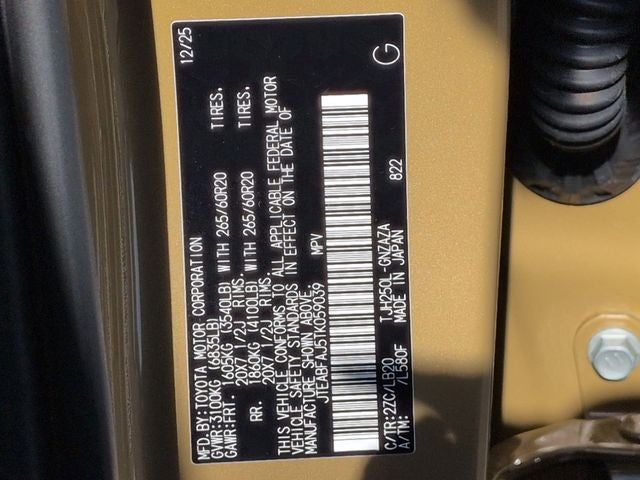 MFD.BY:TOYOTA MOTOR CORPORATION 12/25
GVWR:3100KG (6835LB)
GAWR:FRT. 1605KG (3540LB) WITH 265/60R20 TIRES.
20X7 1/2J RIMS.
RR. 1860KG (4100LB) WITH 265/60R20 TIRES.
20X7 1/2J RIMS.
THIS VEHICLE CONFORMS TO ALL APPLICABLE FEDERAL MOTOR
VEHICLE SAFETY STANDARDS IN EFFECT ON THE DATE OF
MANUFACTURE SHOWN ABOVE.
JTEABFAJ5TK059039 MPV
C/TR:2ZC/LB20 TJH250L-GNZAZA G
A/TM: /L580F MADE IN JAPAN 822